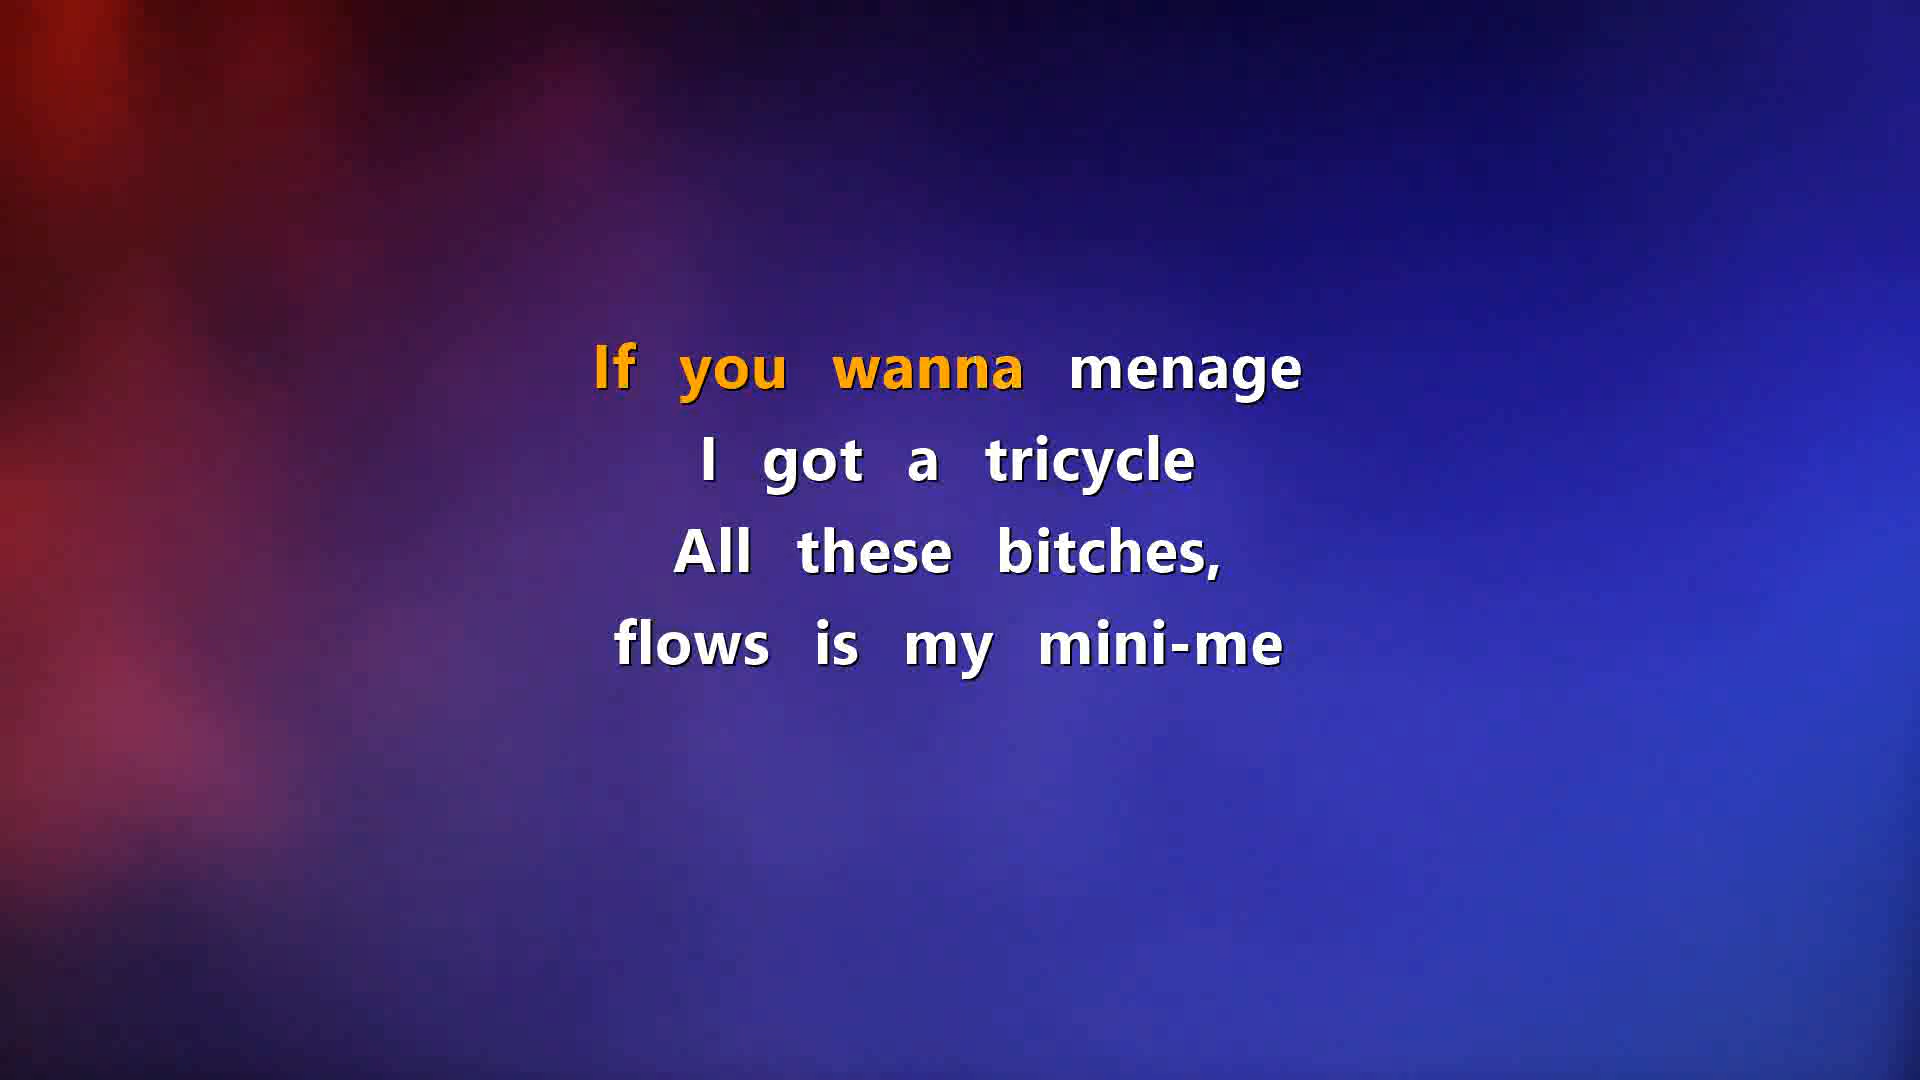 If you wanna menage
I got a tricycle
All these bitches,
flows is my mini-me